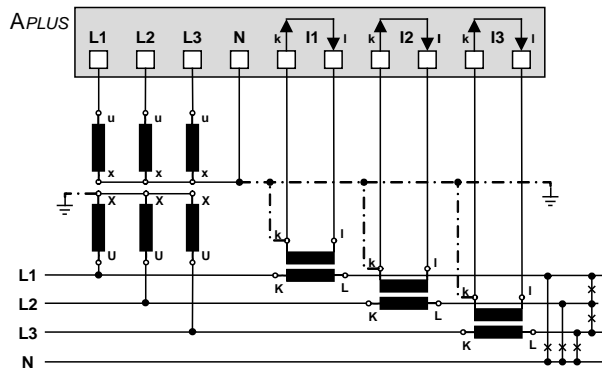 APLUS
L1 L2 L3 N k I1 l k I2 l k I3 l
u u u
x x x
X X X
U U U
k l
k l
k l
L1 K L
L2 K L
L3 K L
N